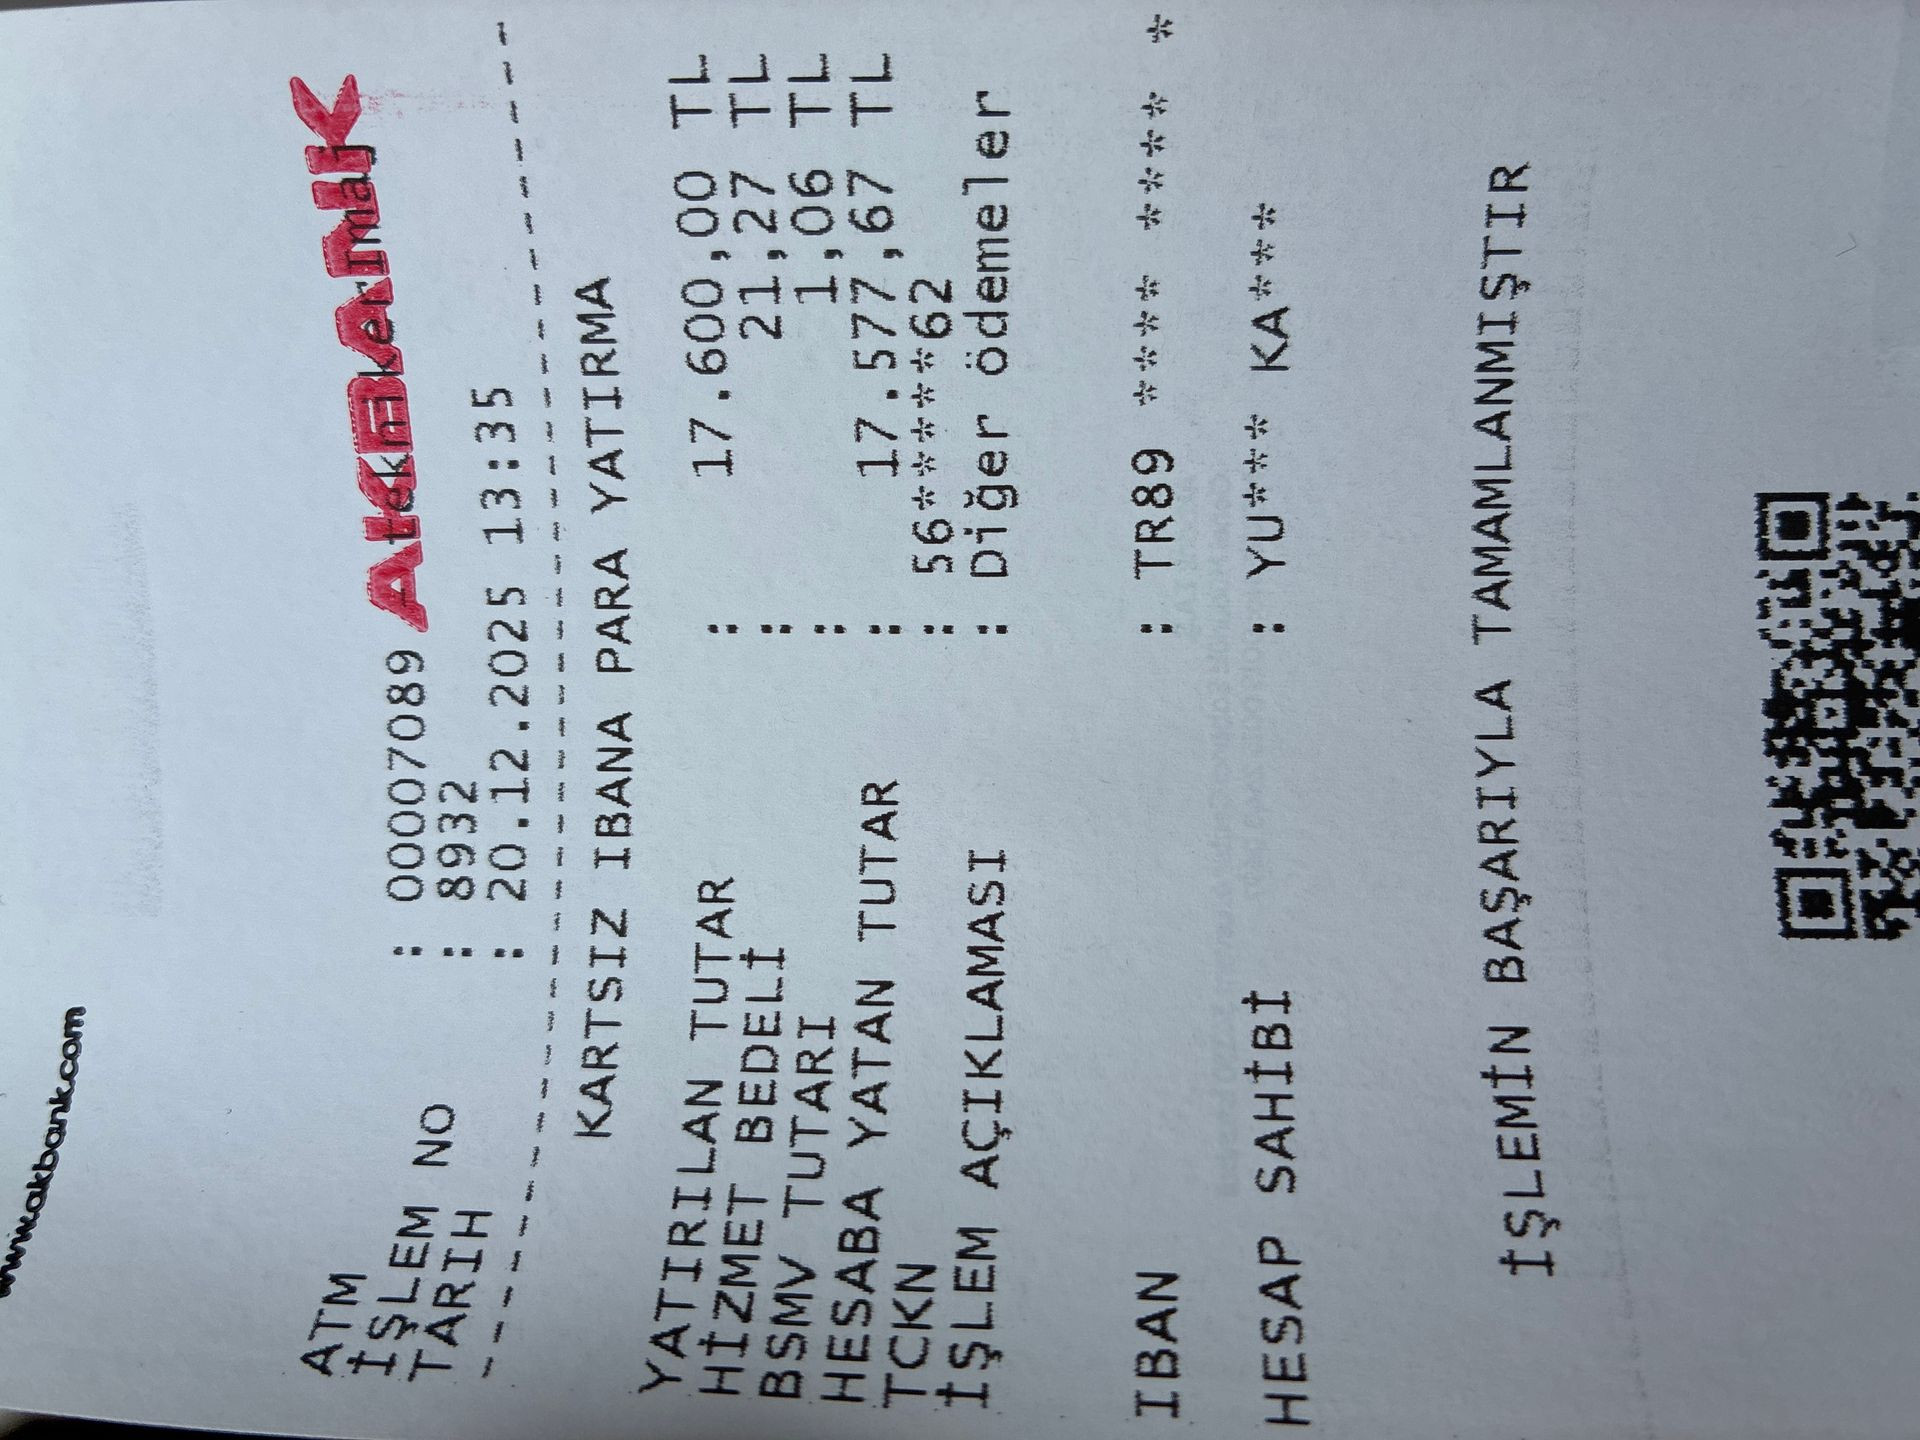 www.akbank.com
AKBANK
ATM : 00007089 Atekniker Imaj
İŞLEM NO : 8932
TARIH : 20.12.2025 13:35
KARTSIZ IBANA PARA YATIRMA
YATIRILAN TUTAR : 17.600,00 TL
HİZMET BEDELİ : 21,27 TL
BSMV TUTARI : 1,06 TL
HESABA YATAN TUTAR : 17.577,67 TL
TCKN : 56*******62
İŞLEM AÇIKLAMASI : Diğer ödemeler
IBAN : TR89 **** **** **** *
HESAP SAHİBİ : YU*** KA****
İŞLEMİN BAŞARIYLA TAMAMLANMIŞTIR